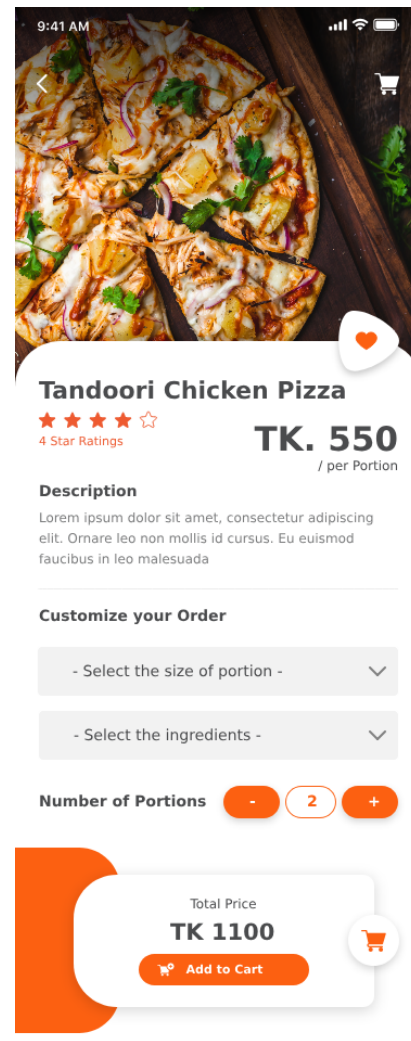 9:41 AM
Tandoori Chicken Pizza
4 Star Ratings
TK. 550
/ per Portion
Description
Lorem ipsum dolor sit amet, consectetur adipiscing
elit. Ornare leo non mollis id cursus. Eu euismod
faucibus in leo malesuada
Customize your Order
- Select the size of portion -
- Select the ingredients -
Number of Portions - 2 +
Total Price
TK 1100
Add to Cart